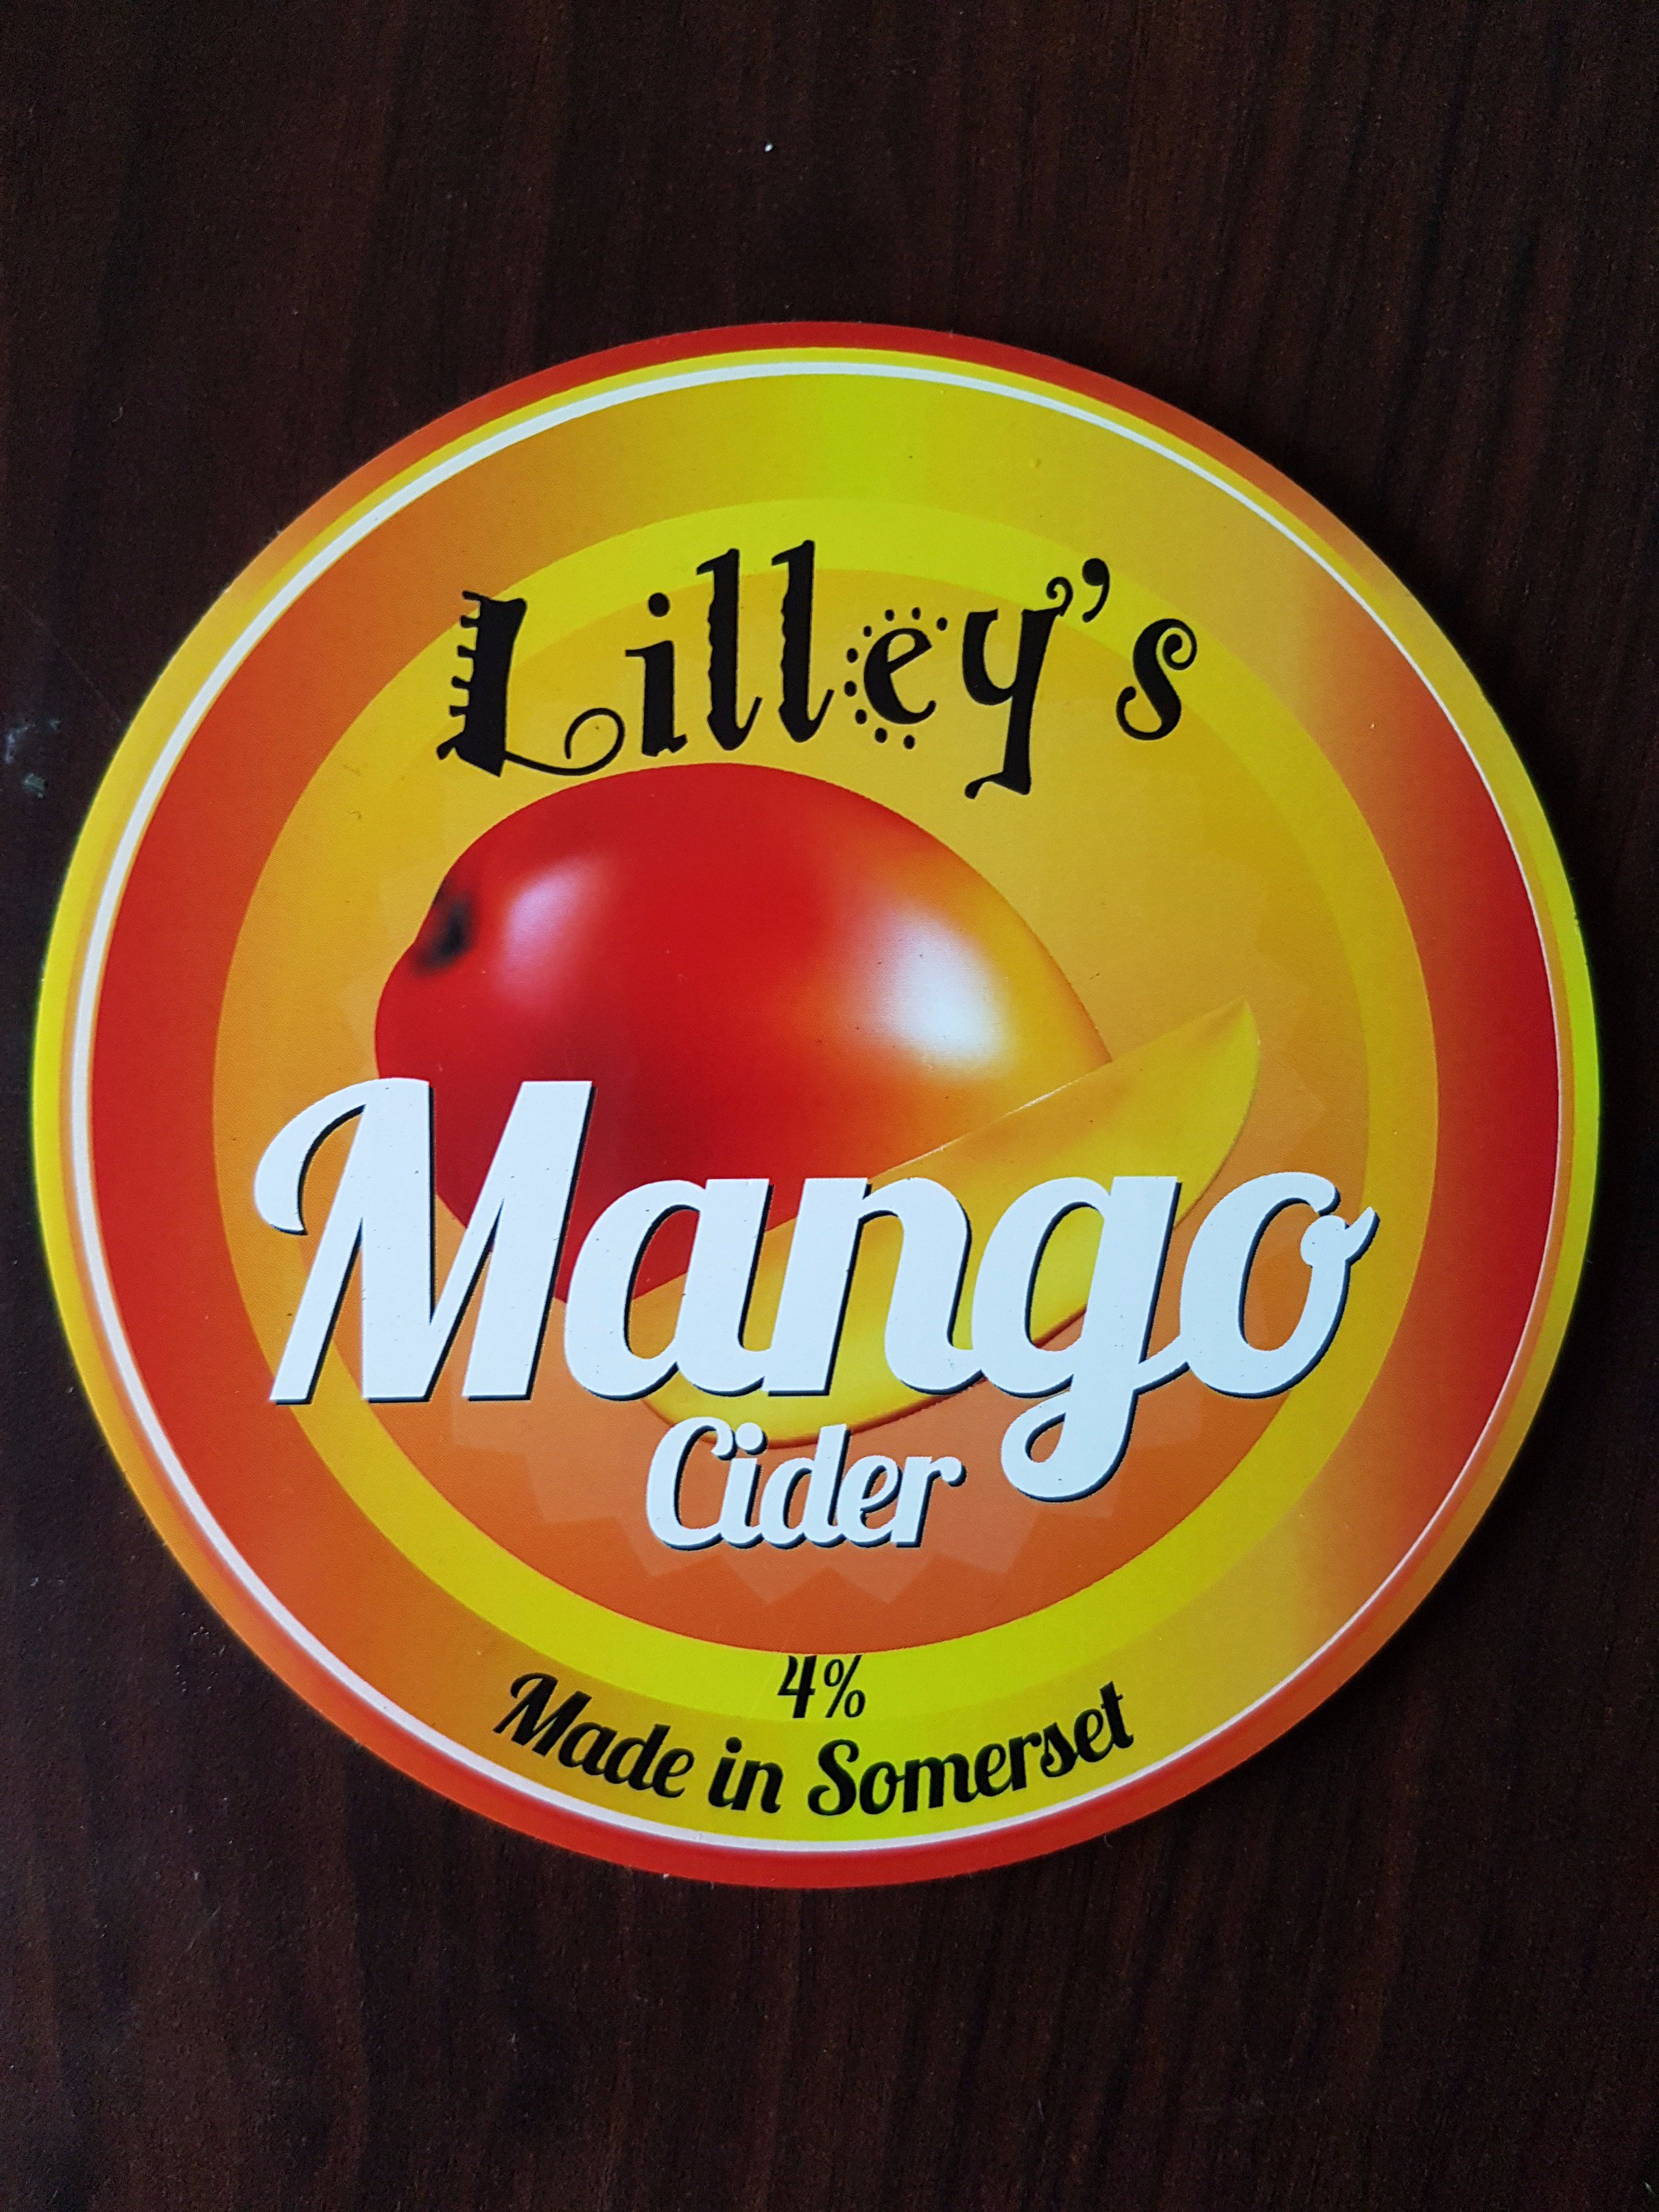 Lilley's
Mango
Cider
4%
Made in Somerset